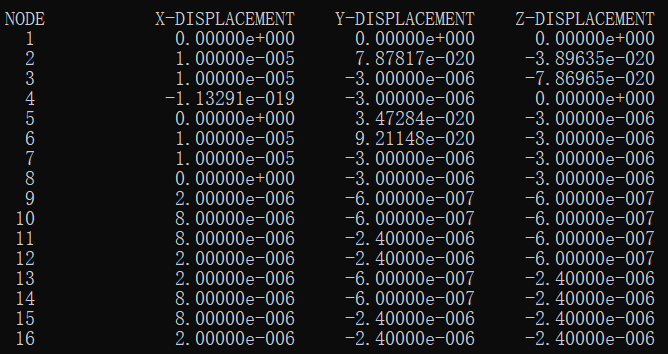 NODE X-DISPLACEMENT Y-DISPLACEMENT Z-DISPLACEMENT
1 0.00000e+000 0.00000e+000 0.00000e+000
2 1.00000e-005 7.87817e-020 -3.89635e-020
3 1.00000e-005 -3.00000e-006 -7.86965e-020
4 -1.13291e-019 -3.00000e-006 0.00000e+000
5 0.00000e+000 3.47284e-020 -3.00000e-006
6 1.00000e-005 9.21148e-020 -3.00000e-006
7 1.00000e-005 -3.00000e-006 -3.00000e-006
8 0.00000e+000 -3.00000e-006 -3.00000e-006
9 2.00000e-006 -6.00000e-007 -6.00000e-007
10 8.00000e-006 -6.00000e-007 -6.00000e-007
11 8.00000e-006 -2.40000e-006 -6.00000e-007
12 2.00000e-006 -2.40000e-006 -6.00000e-007
13 2.00000e-006 -6.00000e-007 -2.40000e-006
14 8.00000e-006 -6.00000e-007 -2.40000e-006
15 8.00000e-006 -2.40000e-006 -2.40000e-006
16 2.00000e-006 -2.40000e-006 -2.40000e-006